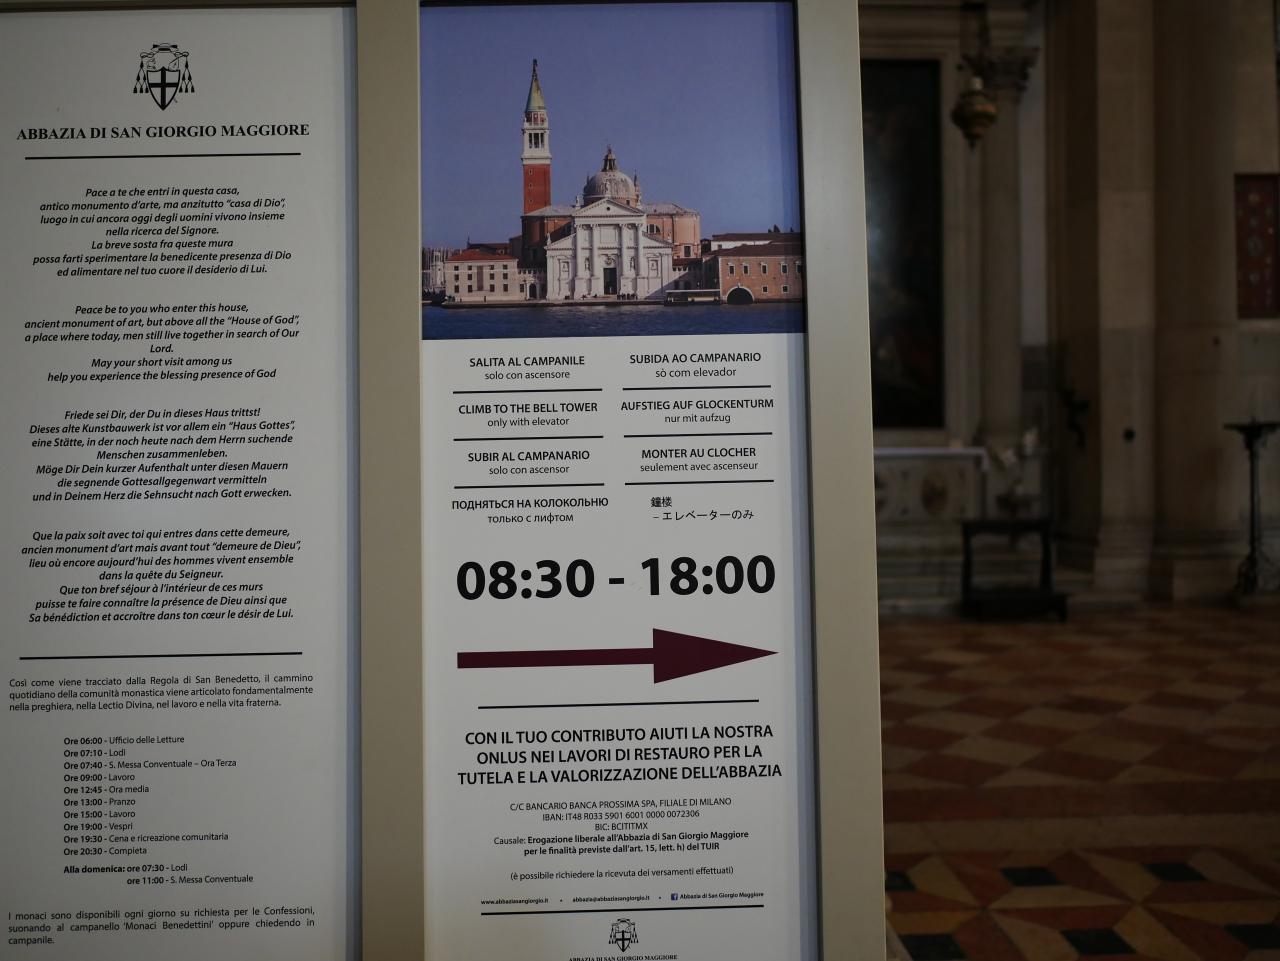 ABBAZIA DI SAN GIORGIO MAGGIORE
Pace a te che entri in questa casa,
antico monumento d'arte, ma anzitutto "casa di Dio",
luogo in cui ancora oggi degli uomini vivono insieme
nella ricerca del Signore.
La breve sosta fra queste mura
possa farti sperimentare la benedicente presenza di Dio
ed alimentare nel tuo cuore il desiderio di Lui.
Peace be to you who enter this house,
ancient monument of art, but above all the "House of God",
a place where today, men still live together in search of Our
Lord.
May your short visit among us
help you experience the blessing presence of God
Friede sei Dir, der Du in dieses Haus trittst!
Dieses alte Kunstbauwerk ist vor allem ein "Haus Gottes",
eine Stätte, in der noch heute nach dem Herrn suchende
Menschen zusammenleben.
Möge Dir Dein kurzer Aufenthalt unter diesen Mauern
die segnende Gottesallgegenwart vermitteln
und in Deinem Herz die Sehnsucht nach Gott erwecken.
Que la paix soit avec toi qui entres dans cette demeure,
ancien monument d'art mais avant tout "demeure de Dieu",
lieu où encore aujourd'hui des hommes vivent ensemble
dans la quête du Seigneur.
Que ton bref séjour à l'intérieur de ces murs
puisse te faire connaître la présence de Dieu ainsi que
Sa bénédiction et accroître dans ton cœur le désir de Lui.
Così come viene tracciato dalla Regola di San Benedetto, il cammino
quotidiano della comunità monastica viene articolato fondamentalmente
nella preghiera, nella Lectio Divina, nel lavoro e nella vita fraterna.
Ore 06:00 - Ufficio delle Letture
Ore 07:10 - Lodi
Ore 07:40 - S. Messa Conventuale – Ora Terza
Ore 09:00 - Lavoro
Ore 12:45 - Ora media
Ore 13:00 - Pranzo
Ore 15:00 - Lavoro
Ore 19:00 - Vespri
Ore 19:30 - Cena e ricreazione comunitaria
Ore 20:30 - Completa
Alla domenica: ore 07:30 - Lodi
ore 11:00 - S. Messa Conventuale
I monaci sono disponibili ogni giorno su richiesta per le Confessioni,
suonando al campanello 'Monaci Benedettini' oppure chiedendo in
campanile.
SALITA AL CAMPANILE
solo con ascensore
SUBIDA AO CAMPANARIO
sò com elevador
CLIMB TO THE BELL TOWER
only with elevator
AUFSTIEG AUF GLOCKENTURM
nur mit aufzug
SUBIR AL CAMPANARIO
solo con ascensor
MONTER AU CLOCHER
seulement avec ascenseur
ПОДНЯТЬСЯ НА КОЛОКОЛЬНЮ
только с лифтом
鐘楼
– エレベーターのみ
08:30 - 18:00
CON IL TUO CONTRIBUTO AIUTI LA NOSTRA
ONLUS NEI LAVORI DI RESTAURO PER LA
TUTELA E LA VALORIZZAZIONE DELL'ABBAZIA
C/C BANCARIO BANCA PROSSIMA SPA, FILIALE DI MILANO
IBAN: IT48 R033 5901 6001 0000 0072306
BIC: BCITITMX
Causale: Erogazione liberale all'Abbazia di San Giorgio Maggiore
per le finalità previste dall'art. 15, lett. h) del TUIR
(è possibile richiedere la ricevuta dei versamenti effettuati)
www.abbaziasangiorgio.it • abbazia@abbaziasangiorgio.it • Abbazia di San Giorgio Maggiore
ABBAZIA DI SAN GIORGIO MAGGIORE